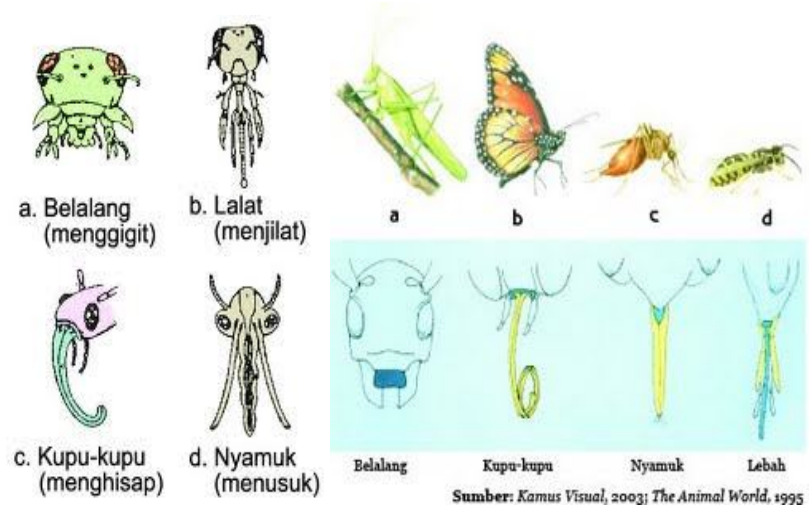 a. Belalang
(menggigit)
b. Lalat
(menjilat)
c. Kupu-kupu
(menghisap)
d. Nyamuk
(menusuk)
a
b
c
d
Belalang
Kupu-kupu
Nyamuk
Lebah
Sumber: Kamus Visual, 2003; The Animal World, 1995